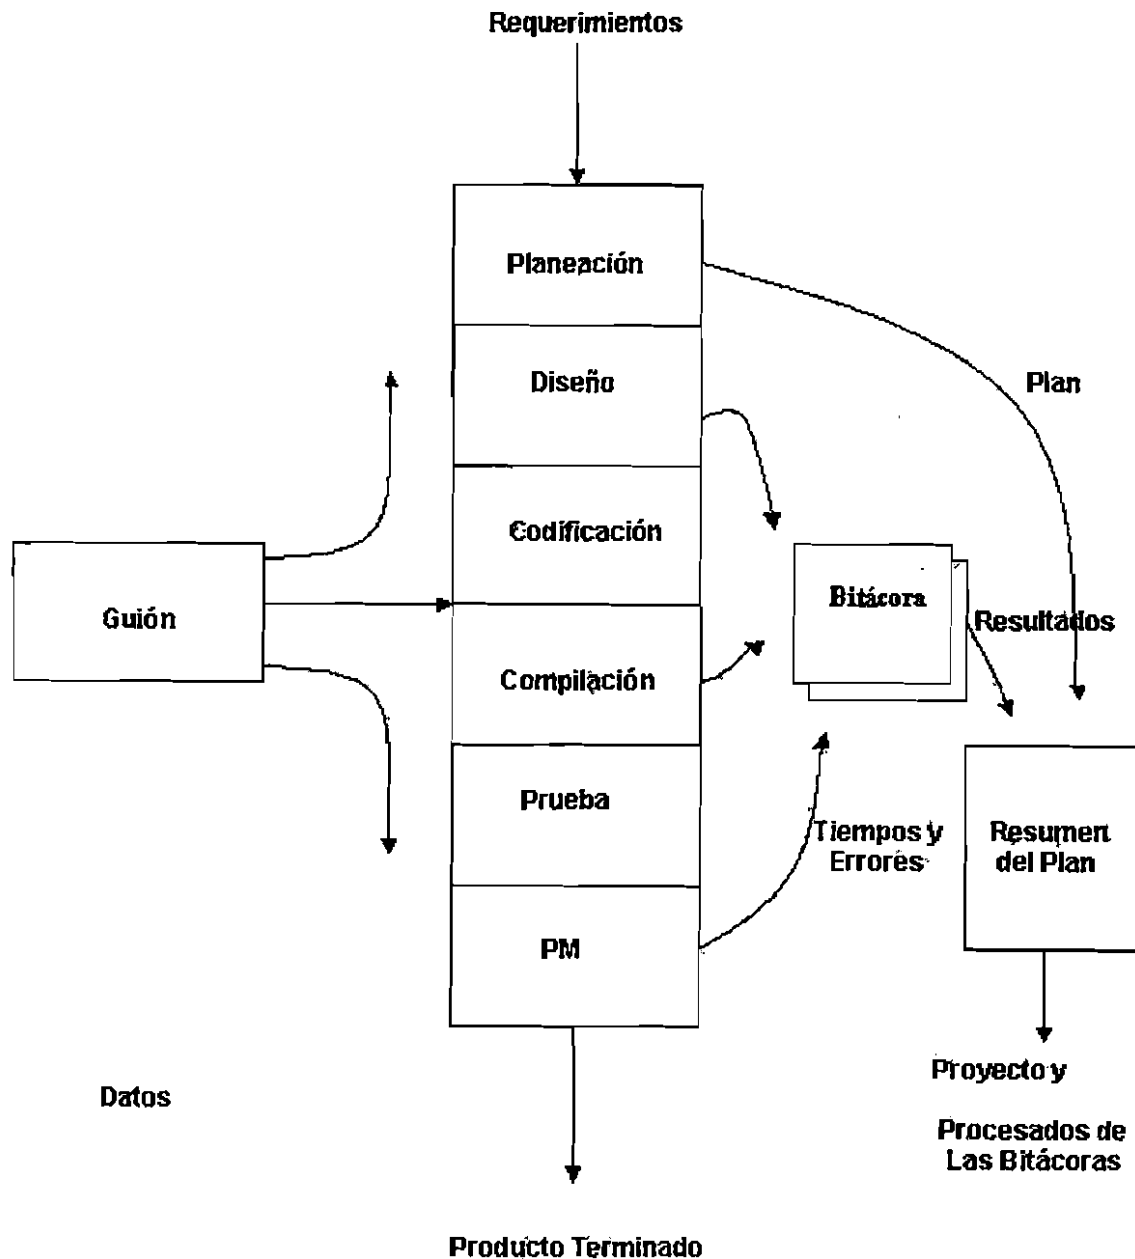 Requerimientos
Planeación
Diseño
Plan
Codificación
Guión
Bitácora
Resultados
Compilación
Prueba
Tiempos y
Errores
Resumen
del Plan
PM
Datos
Proyecto y
Procesados de
Las Bitácoras
Producto Terminado